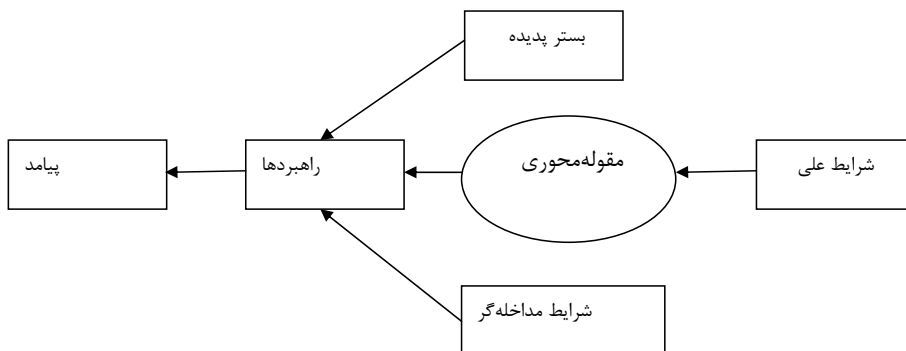 بستر پدیده
شرایط علی
مقوله‌محوری
راهبردها
پیامد
شرایط مداخله‌گر